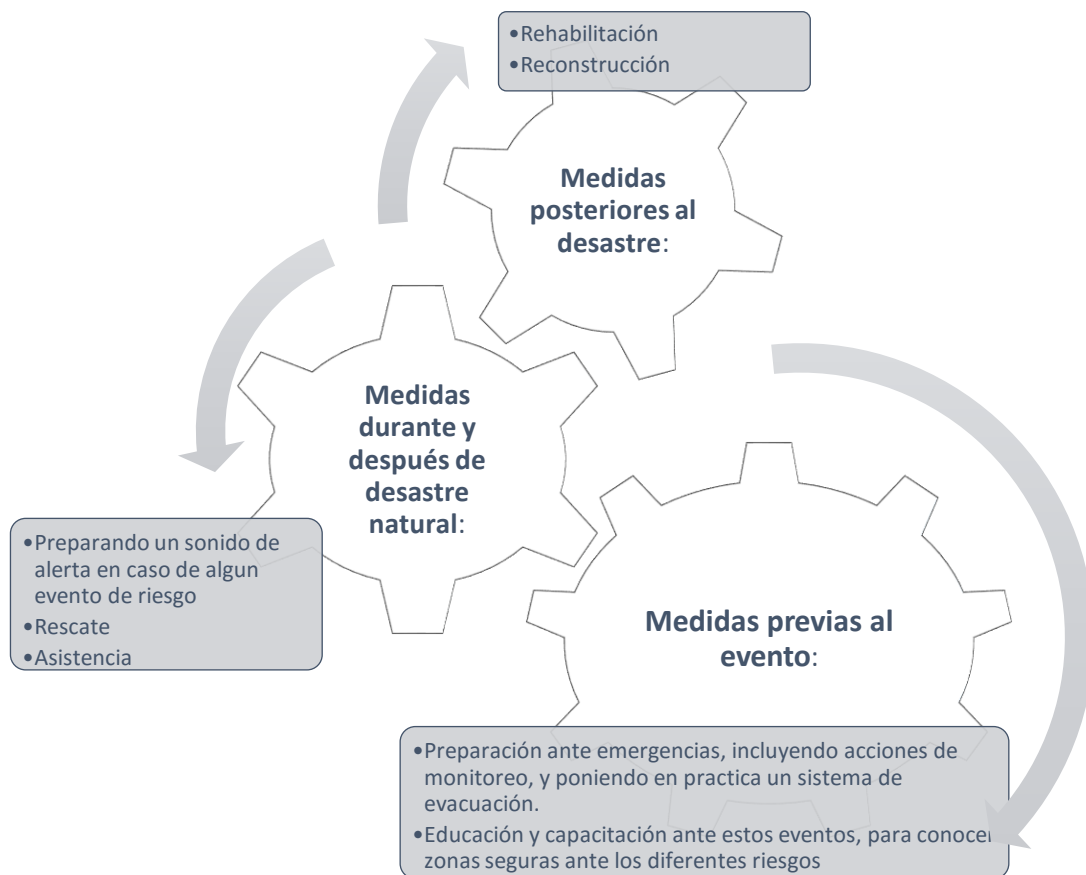 •Rehabilitación
•Reconstrucción
Medidas
posteriores al
desastre:
Medidas
durante y
después de
desastre
natural:
•Preparando un sonido de
alerta en caso de algun
evento de riesgo
•Rescate
•Asistencia
Medidas previas al
evento:
•Preparación ante emergencias, incluyendo acciones de
monitoreo, y poniendo en practica un sistema de
evacuación.
•Educación y capacitación ante estos eventos, para conocer
zonas seguras ante los diferentes riesgos